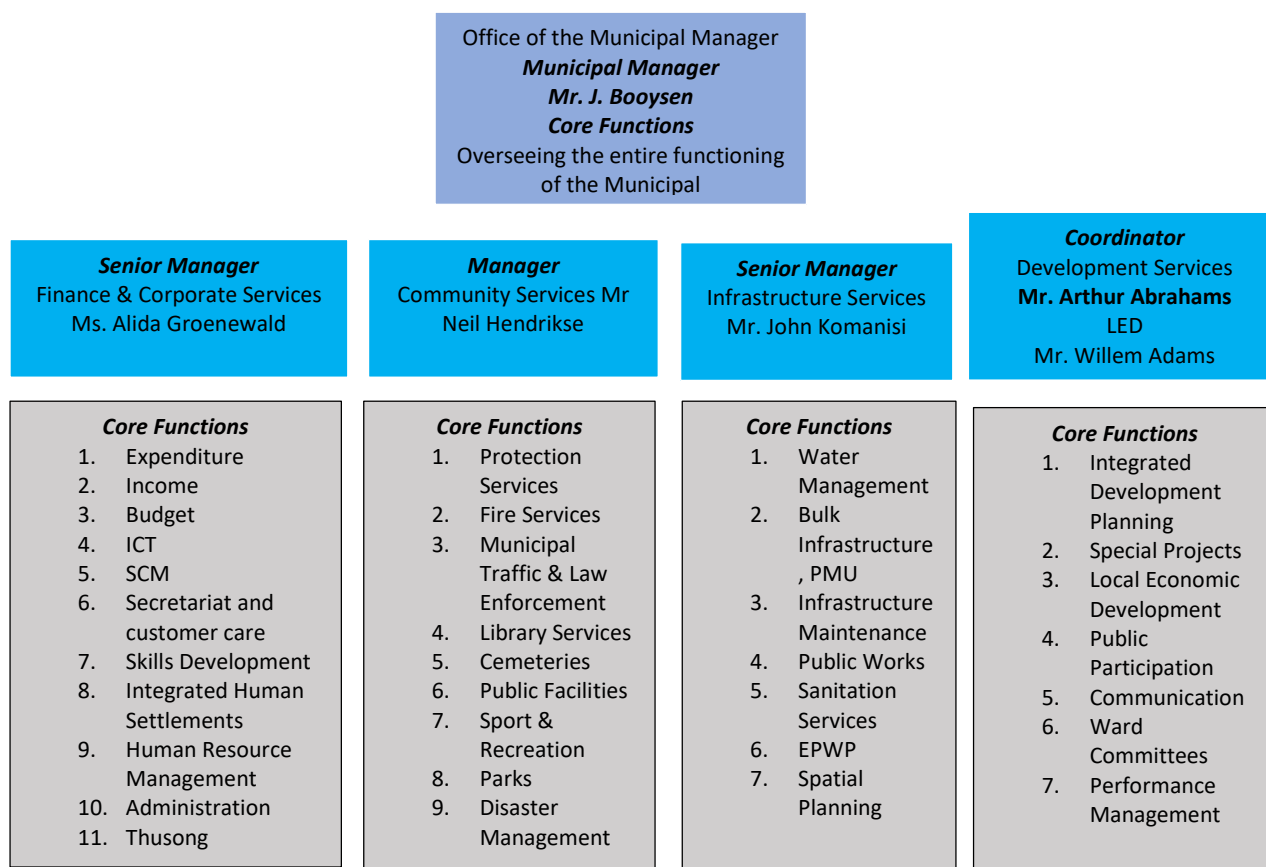 Office of the Municipal Manager
Municipal Manager
Mr. J. Booysen
Core Functions
Overseeing the entire functioning
of the Municipal
Senior Manager
Finance & Corporate Services
Ms. Alida Groenewald
Manager
Community Services Mr
Neil Hendrikse
Senior Manager
Infrastructure Services
Mr. John Komanisi
Coordinator
Development Services
Mr. Arthur Abrahams
LED
Mr. Willem Adams
Core Functions
1. Expenditure
2. Income
3. Budget
4. ICT
5. SCM
6. Secretariat and
customer care
7. Skills Development
8. Integrated Human
Settlements
9. Human Resource
Management
10. Administration
11. Thusong
Core Functions
1. Protection
Services
2. Fire Services
3. Municipal
Traffic & Law
Enforcement
4. Library Services
5. Cemeteries
6. Public Facilities
7. Sport &
Recreation
8. Parks
9. Disaster
Management
Core Functions
1. Water
Management
2. Bulk
Infrastructure
, PMU
3. Infrastructure
Maintenance
4. Public Works
5. Sanitation
Services
6. EPWP
7. Spatial
Planning
Core Functions
1. Integrated
Development
Planning
2. Special Projects
3. Local Economic
Development
4. Public
Participation
5. Communication
6. Ward
Committees
7. Performance
Management